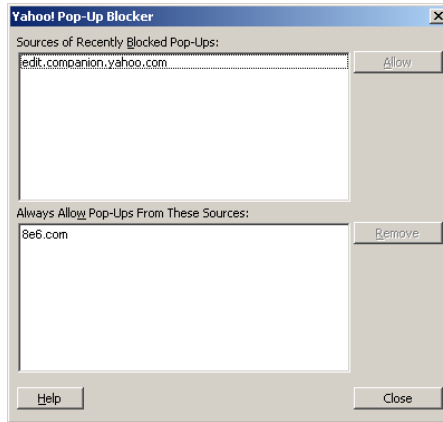 Yahoo! Pop-Up Blocker
Sources of Recently Blocked Pop-Ups:
edit.companion.yahoo.com
Allow
Always Allow Pop-Ups From These Sources:
8e6.com
Remove
Help
Close